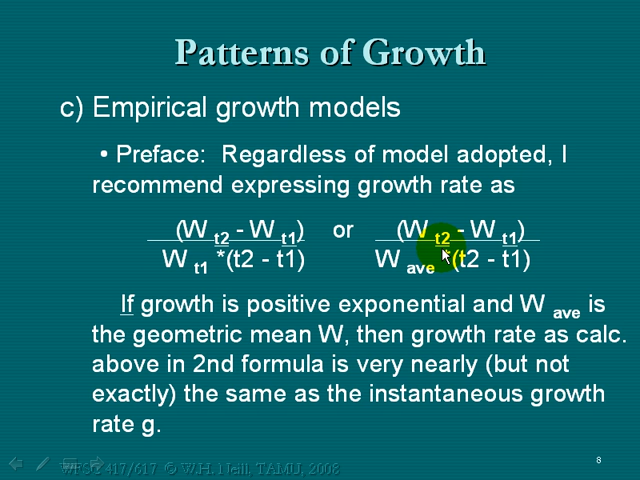 Patterns of Growth
c) Empirical growth models
• Preface:  Regardless of model adopted, I
recommend expressing growth rate as
(W t2 - W t1) or (W t2 - W t1)
W t1 *(t2 - t1) W ave *(t2 - t1)
If growth is positive exponential and W ave is
the geometric mean W, then growth rate as calc.
above in 2nd formula is very nearly (but not
exactly) the same as the instantaneous growth
rate g.
WFSC 417/617 © W.H. Neill, TAMU, 2008
8